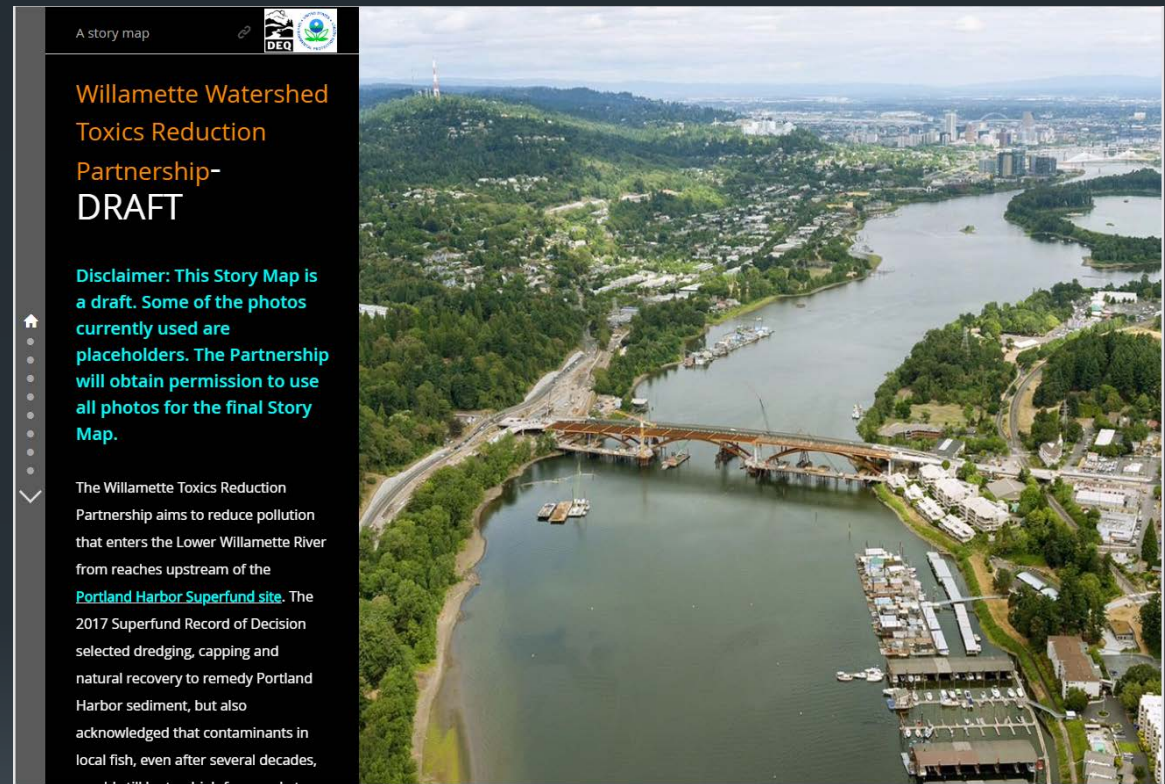 A story map
DEQ
Willamette Watershed
Toxics Reduction
Partnership-
DRAFT
Disclaimer: This Story Map is
a draft. Some of the photos
currently used are
placeholders. The Partnership
will obtain permission to use
all photos for the final Story
Map.
The Willamette Toxics Reduction
Partnership aims to reduce pollution
that enters the Lower Willamette River
from reaches upstream of the
Portland Harbor Superfund site. The
2017 Superfund Record of Decision
selected dredging, capping and
natural recovery to remedy Portland
Harbor sediment, but also
acknowledged that contaminants in
local fish, even after several decades,